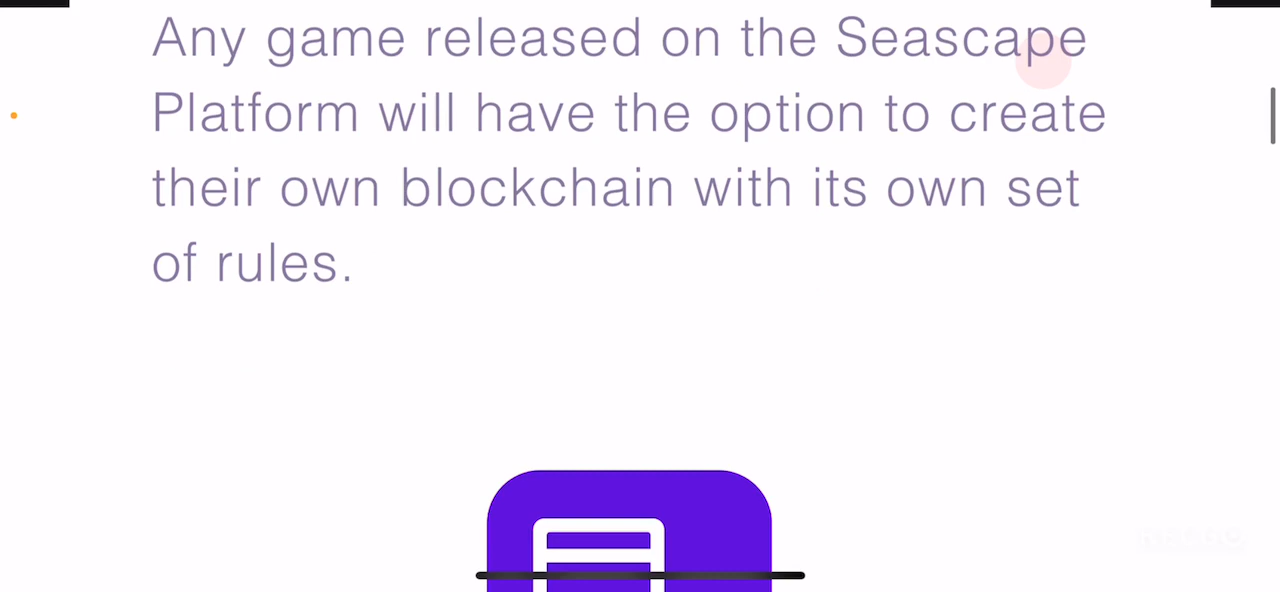 Any game released on the Seascape
Platform will have the option to create
their own blockchain with its own set
of rules.